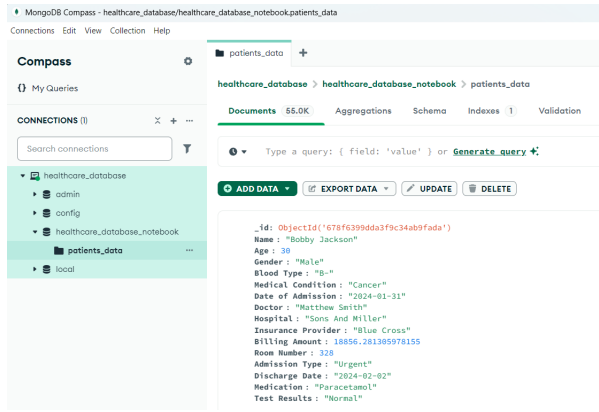 MongoDB Compass - healthcare_database/healthcare_database_notebook.patients_data
Connections Edit View Collection Help
Compass
{} My Queries
CONNECTIONS (1)
Search connections
healthcare_database
admin
config
healthcare_database_notebook
patients_data
local
patients_data
healthcare_database > healthcare_database_notebook > patients_data
Documents 55.0K Aggregations Schema Indexes 1 Validation
Type a query: { field: 'value' } or Generate query
ADD DATA EXPORT DATA UPDATE DELETE
_id: ObjectId('678f6399dda3f9c34ab9fada')
Name : "Bobby Jackson"
Age : 30
Gender : "Male"
Blood Type : "B-"
Medical Condition : "Cancer"
Date of Admission : "2024-01-31"
Doctor : "Matthew Smith"
Hospital : "Sons And Miller"
Insurance Provider : "Blue Cross"
Billing Amount : 18856.281305978155
Room Number : 328
Admission Type : "Urgent"
Discharge Date : "2024-02-02"
Medication : "Paracetamol"
Test Results : "Normal"